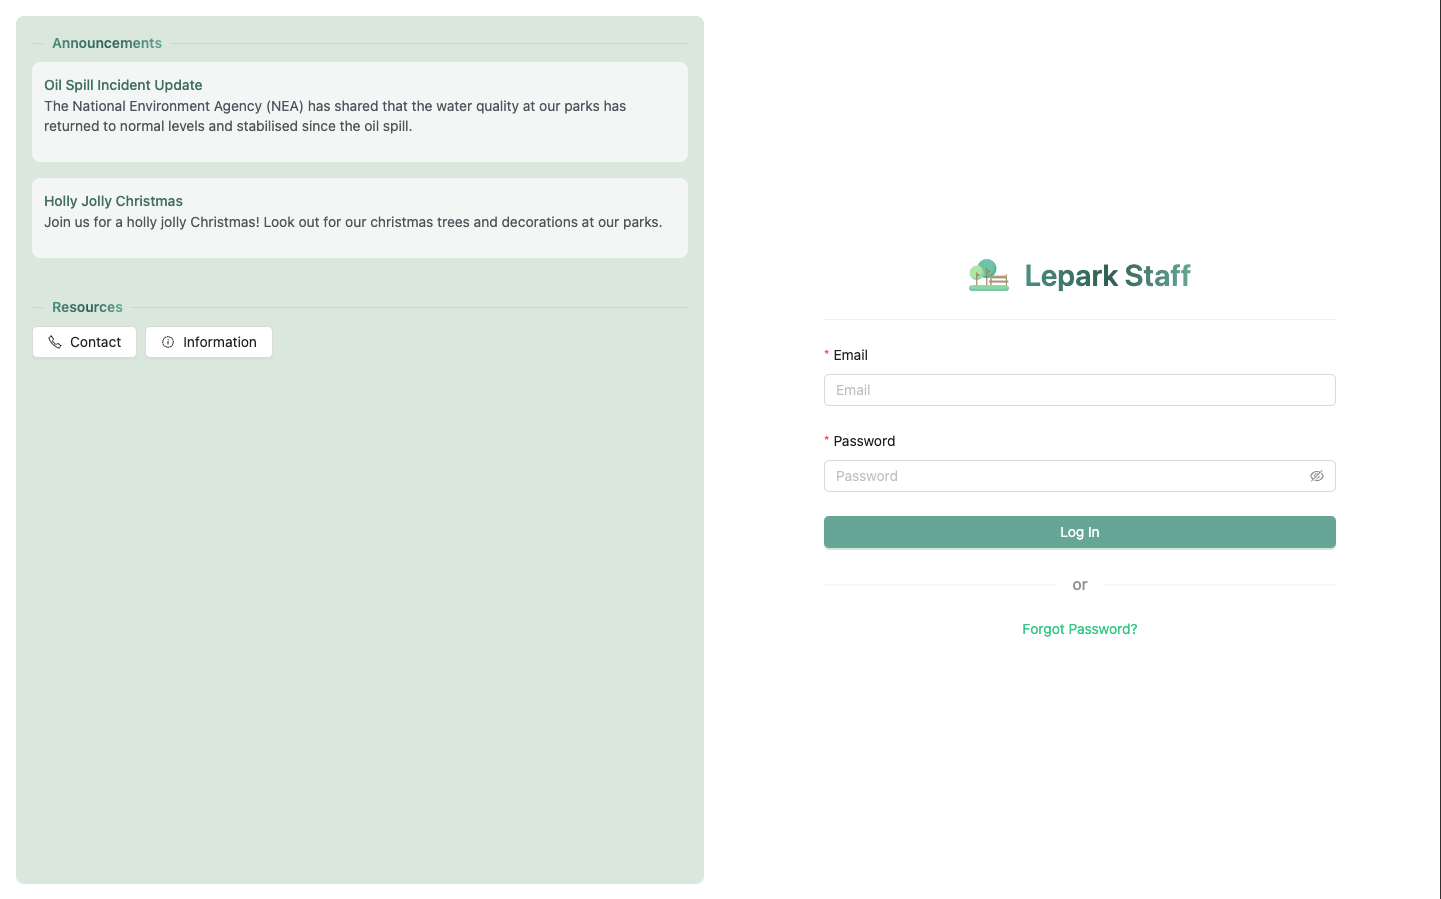 Announcements
Oil Spill Incident Update
The National Environment Agency (NEA) has shared that the water quality at our parks has
returned to normal levels and stabilised since the oil spill.
Holly Jolly Christmas
Join us for a holly jolly Christmas! Look out for our christmas trees and decorations at our parks.
Resources
Contact
Information
Lepark Staff
* Email
Email
* Password
Password
Log In
or
Forgot Password?